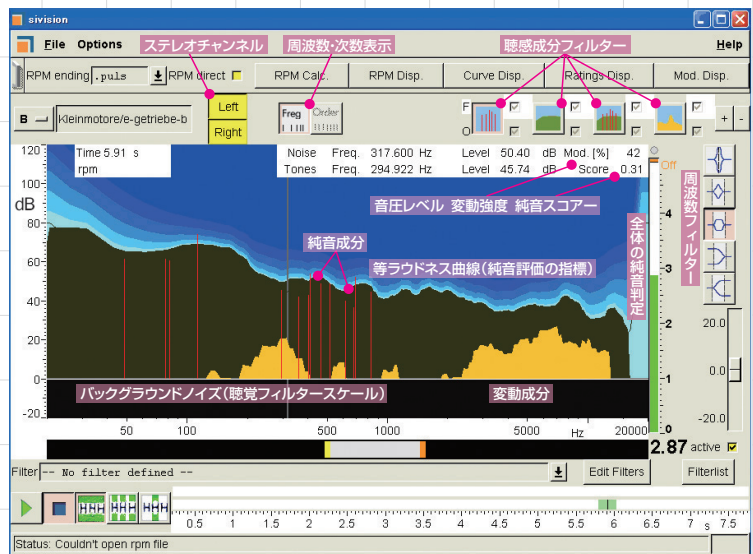 sivision
File Options Help
ステレオチャンネル 周波数・次数表示 聴感成分フィルター
RPM ending .puls RPM direct RPM Calc. RPM Disp. Curve Disp. Ratings Disp. Mod. Disp.
B Kleinmotore/e-getriebe-b Left Right Freq Order F O + -
120 Time 5.91 s Noise Freq. 317.600 Hz Level 50.40 dB Mod. [%] 42
rpm Tones Freq. 294.922 Hz Level 45.74 dB Score 0.31 Off
100
dB
音圧レベル 変動強度 純音スコアー
周波数フィルター
全体の純音判定
80
4
純音成分
60
等ラウドネス曲線(純音評価の指標)
3
40
2
20.0
20
1
0.0
0
バックグラウンドノイズ(聴覚フィルタースケール) 変動成分
-20
-20.0
0
50 100 500 1000 5000 Hz 20000
2.87 active
Filter -- No filter defined -- Edit Filters Filterlist
0.5 1 1.5 2 2.5 3 3.5 4 4.5 5 5.5 6 6.5 7 s 7.5
Status: Couldn't open rpm file